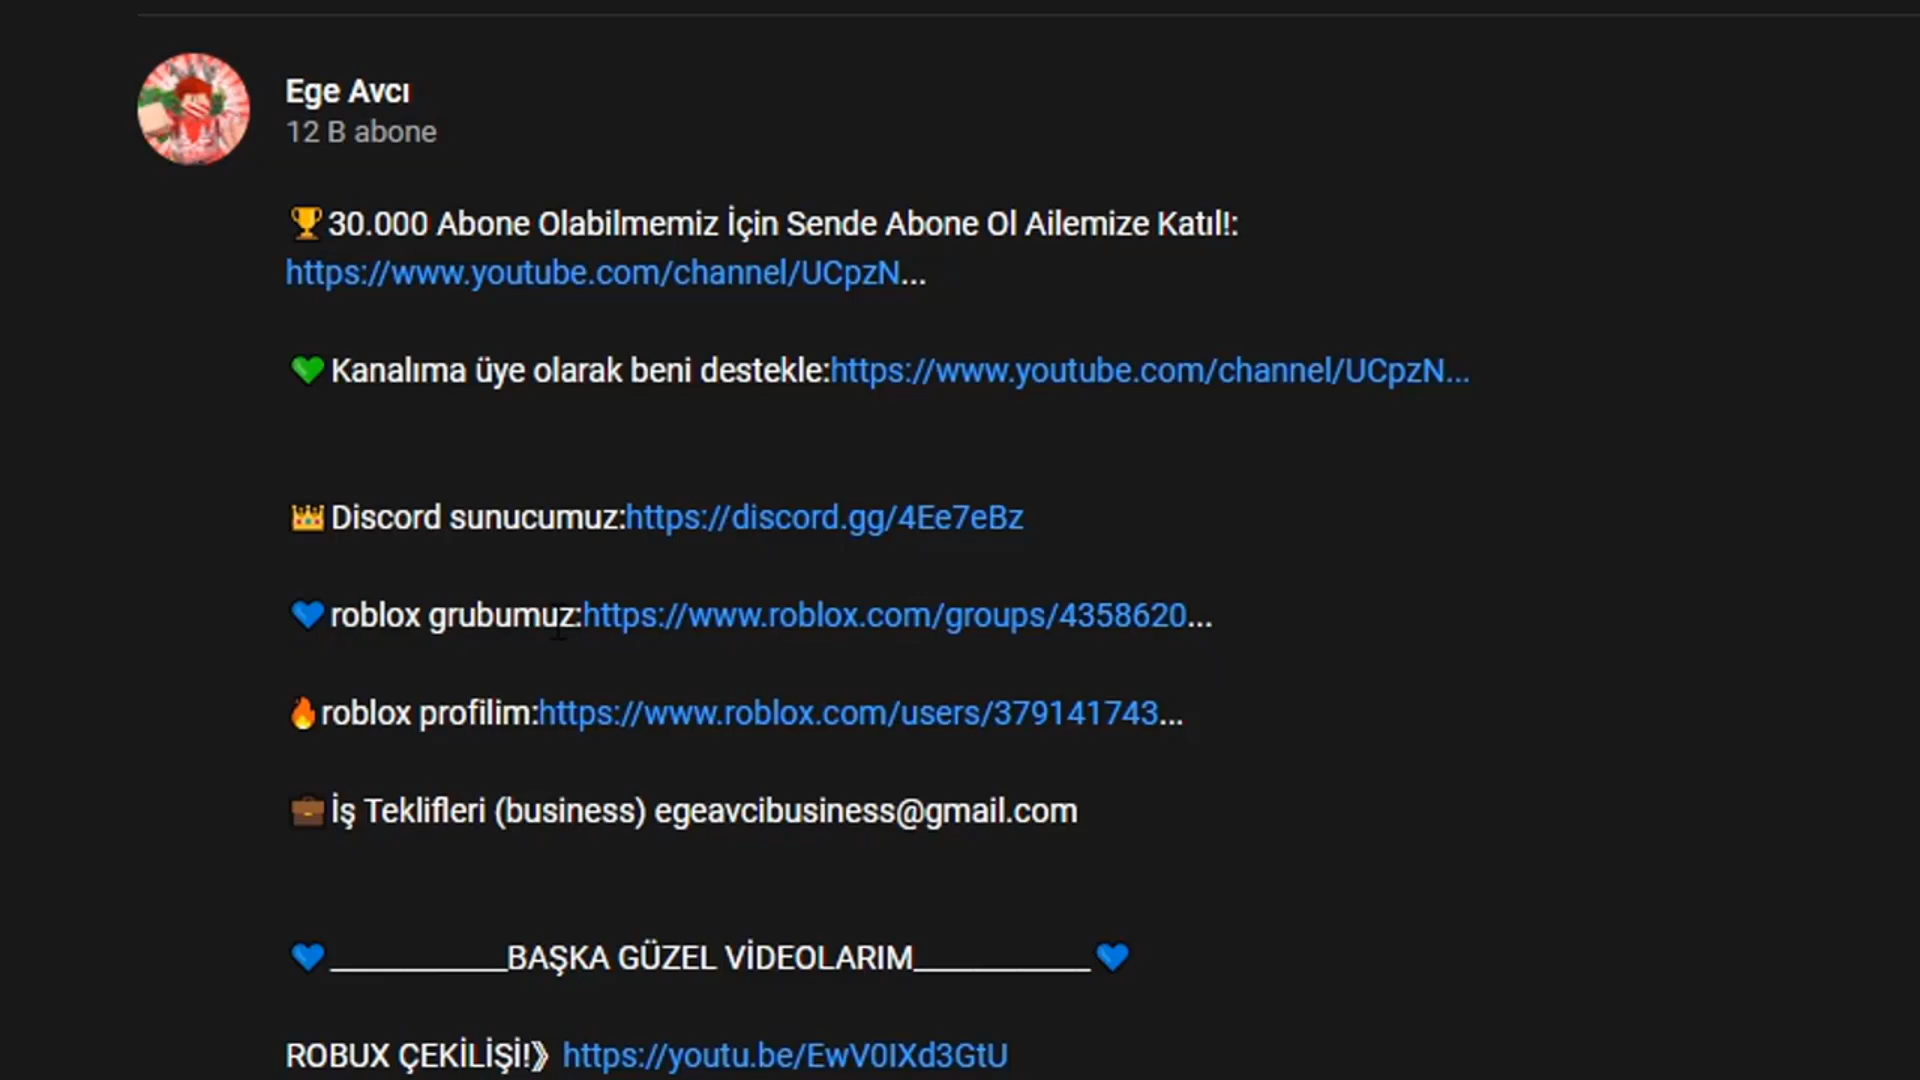 Ege Avcı
12 B abone
🏆30.000 Abone Olabilmemiz İçin Sende Abone Ol Ailemize Katıl!:
https://www.youtube.com/channel/UCpzN...
💚Kanalıma üye olarak beni destekle:https://www.youtube.com/channel/UCpzN...
👑Discord sunucumuz:https://discord.gg/4Ee7eBz
💙roblox grubumuz:https://www.roblox.com/groups/4358620...
🔥roblox profilim:https://www.roblox.com/users/379141743...
💼İş Teklifleri (business) egeavcibusiness@gmail.com
💙___________BAŞKA GÜZEL VİDEOLARIM___________💙
ROBUX ÇEKİLİŞİ!》 https://youtu.be/EwV0IXd3GtU